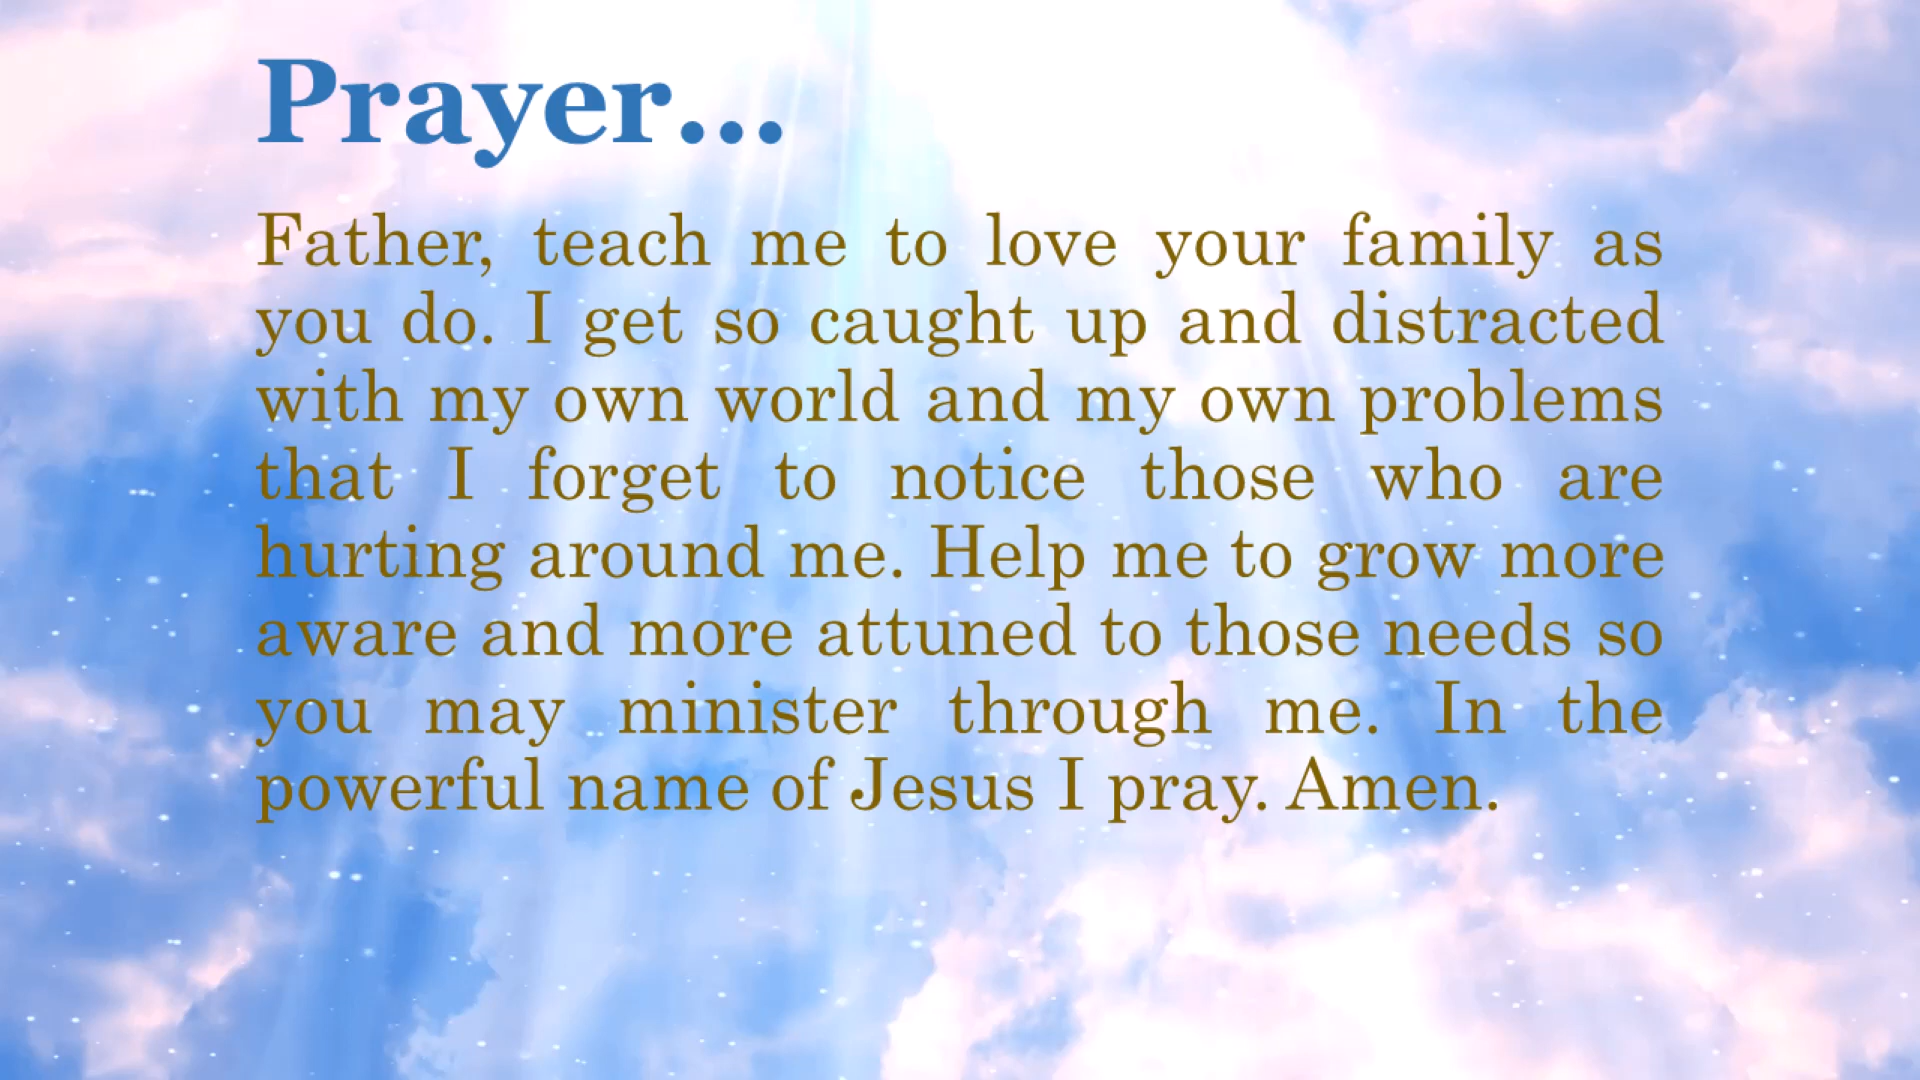 Prayer...
Father, teach me to love your family as
you do. I get so caught up and distracted
with my own world and my own problems
that I forget to notice those who are
hurting around me. Help me to grow more
aware and more attuned to those needs so
you may minister through me. In the
powerful name of Jesus I pray. Amen.